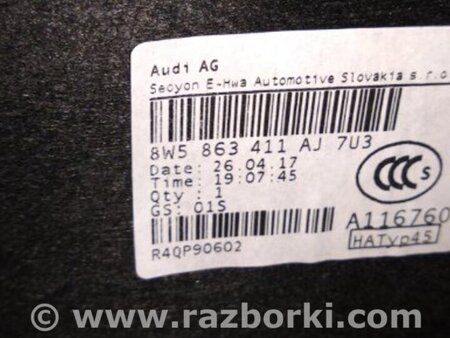 Audi AG
Seoyon E-Hwa Automotive Slovakia s.r.o
8W5 863 411 AJ 7U3
Date: 26.04.17
Time: 19:07:45
Qty : 1
GS: 01S
CCC S
A116760
HATyp45
R4QP90602
© www.razborki.com